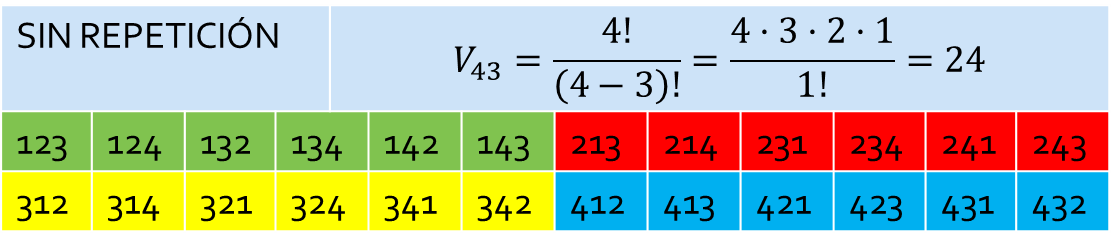 SIN REPETICIÓN
V₄₃ = 4! / (4 − 3)! = 4 · 3 · 2 · 1 / 1! = 24
123 124 132 134 142 143 213 214 231 234 241 243
312 314 321 324 341 342 412 413 421 423 431 432